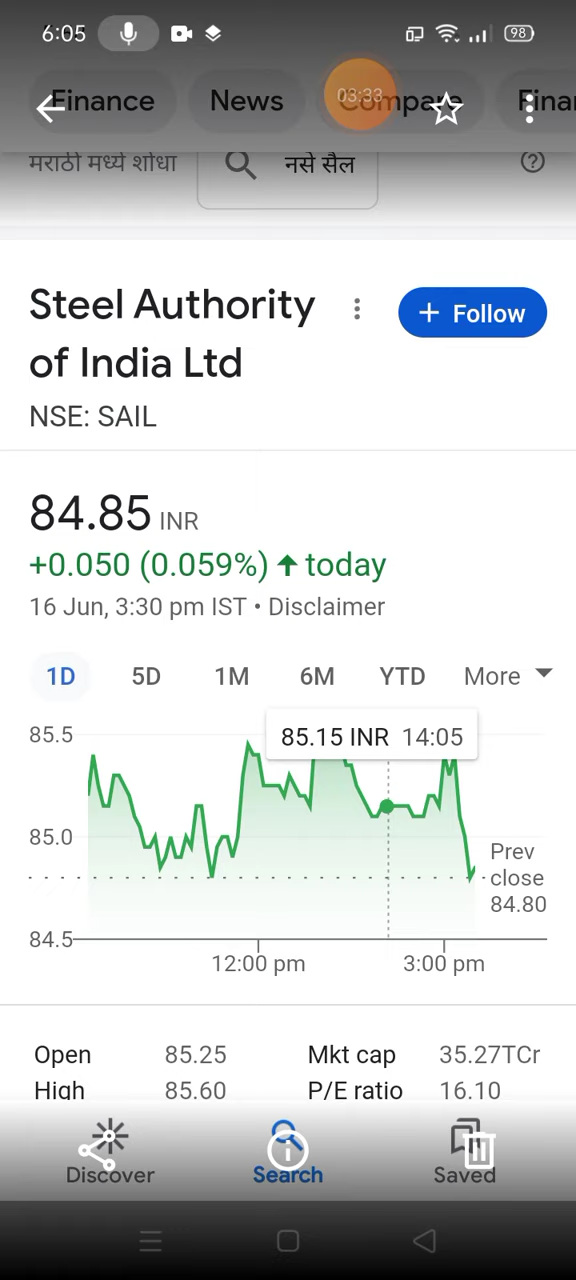 6:05
98
Finance
News
Compare
Finan
03:33
मराठी मध्ये शोधा
नसे सैल
Steel Authority
of India Ltd
+ Follow
NSE: SAIL
84.85 INR
+0.050 (0.059%) ↑ today
16 Jun, 3:30 pm IST • Disclaimer
1D 5D 1M 6M YTD More
85.5
85.15 INR 14:05
85.0
Prev
close
84.80
84.5
12:00 pm 3:00 pm
Open 85.25 Mkt cap 35.27TCr
High 85.60 P/E ratio 16.10
Discover Search Saved